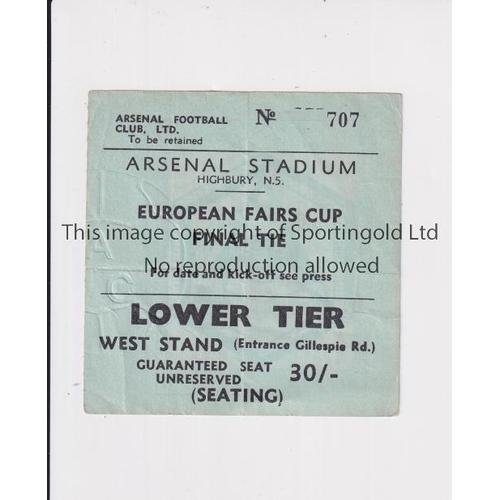 ARSENAL FOOTBALL
CLUB, LTD.
To be retained
No 707
ARSENAL STADIUM
HIGHBURY, N.5.
EUROPEAN FAIRS CUP
This image copyright of Sportingold Ltd
FINAL TIE
No reproduction allowed
For date and kick-off see press
LOWER TIER
WEST STAND (Entrance Gillespie Rd.)
GUARANTEED SEAT 30/-
UNRESERVED
(SEATING)